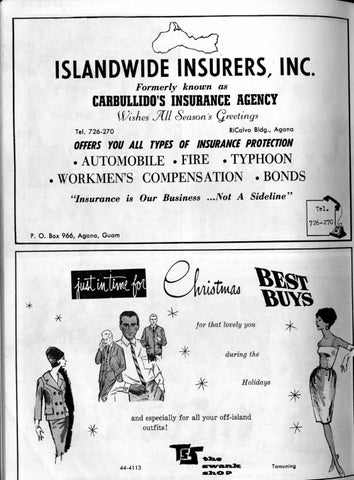 ISLANDWIDE INSURERS, INC.
Formerly known as
CARBULLIDO'S INSURANCE AGENCY
Wishes All Season's Greetings
Tel. 726-270 RiCalvo Bldg., Agana
OFFERS YOU ALL TYPES OF INSURANCE PROTECTION
• AUTOMOBILE • FIRE • TYPHOON
• WORKMEN'S COMPENSATION • BONDS
"Insurance is Our Business ...Not A Sideline"
Tel.
726-270
P. O. Box 966, Agana, Guam
just in time for Christmas BEST
BUYS
for that lovely you
during the
Holidays
and especially for all your off-island
outfits!
TSS
44-4113 the swank shop Tamuning